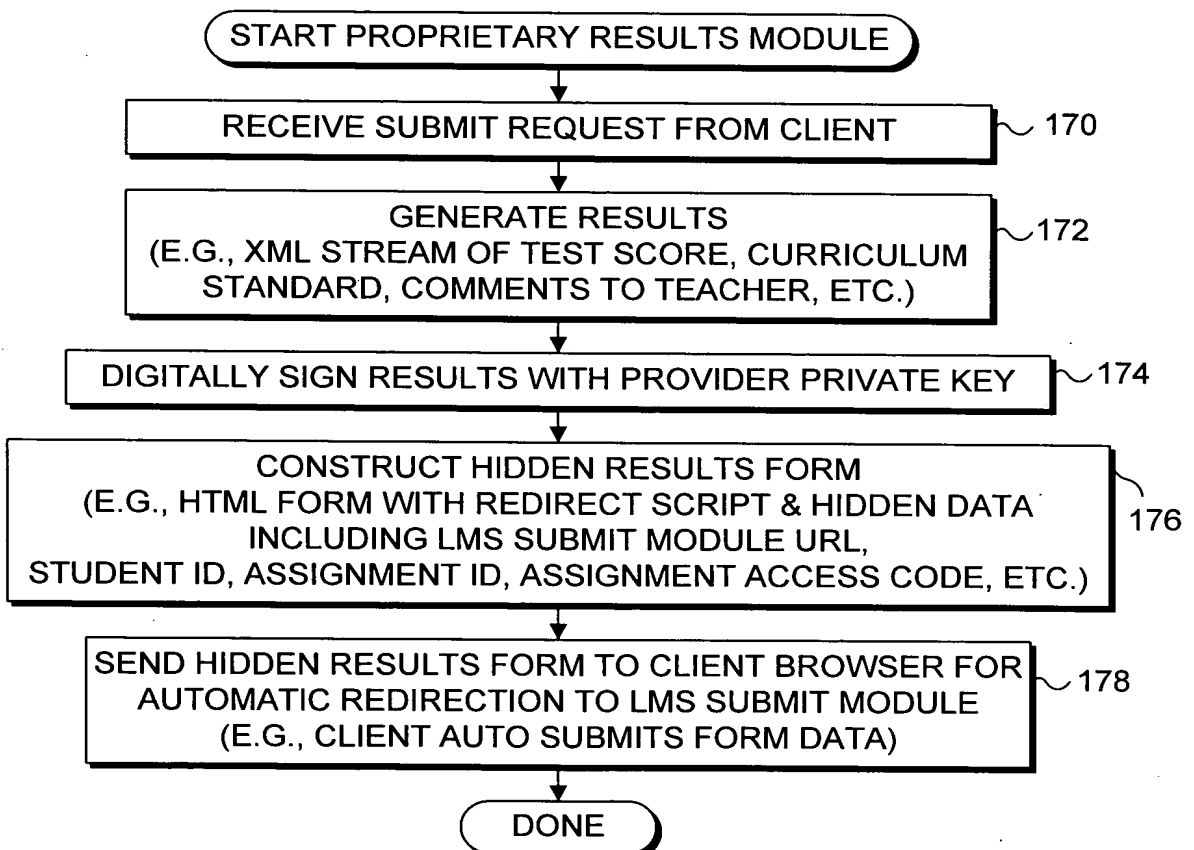 START PROPRIETARY RESULTS MODULE
RECEIVE SUBMIT REQUEST FROM CLIENT
170
GENERATE RESULTS
(E.G., XML STREAM OF TEST SCORE, CURRICULUM
STANDARD, COMMENTS TO TEACHER, ETC.)
172
DIGITALLY SIGN RESULTS WITH PROVIDER PRIVATE KEY
174
CONSTRUCT HIDDEN RESULTS FORM
(E.G., HTML FORM WITH REDIRECT SCRIPT & HIDDEN DATA
INCLUDING LMS SUBMIT MODULE URL,
STUDENT ID, ASSIGNMENT ID, ASSIGNMENT ACCESS CODE, ETC.)
176
SEND HIDDEN RESULTS FORM TO CLIENT BROWSER FOR
AUTOMATIC REDIRECTION TO LMS SUBMIT MODULE
(E.G., CLIENT AUTO SUBMITS FORM DATA)
178
DONE